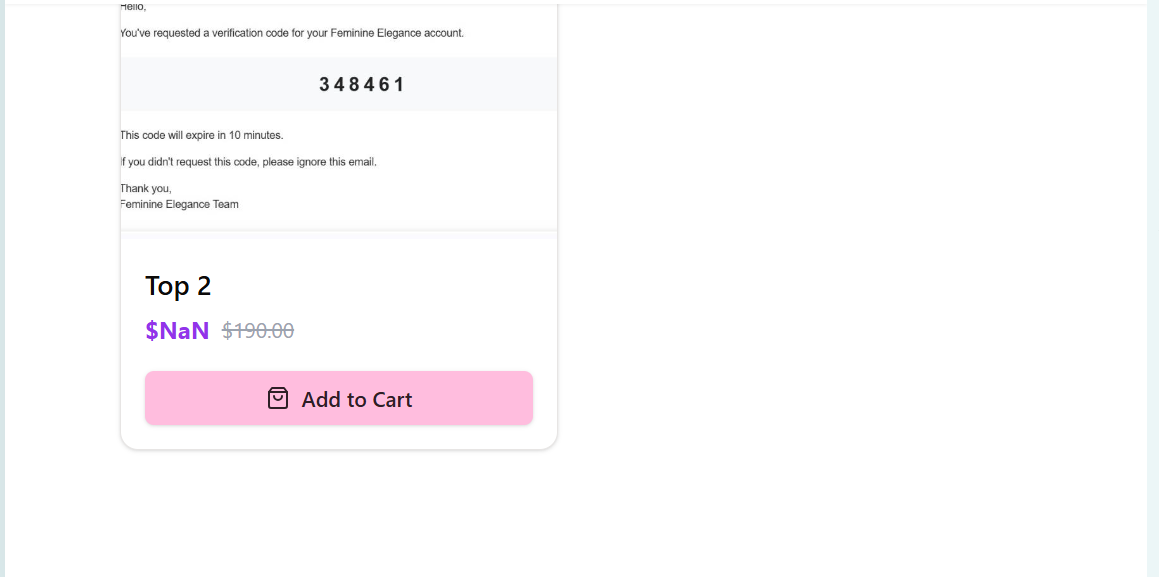 Hello,
You've requested a verification code for your Feminine Elegance account.
348461
This code will expire in 10 minutes.
If you didn't request this code, please ignore this email.
Thank you,
Feminine Elegance Team
Top 2
$NaN $190.00
Add to Cart